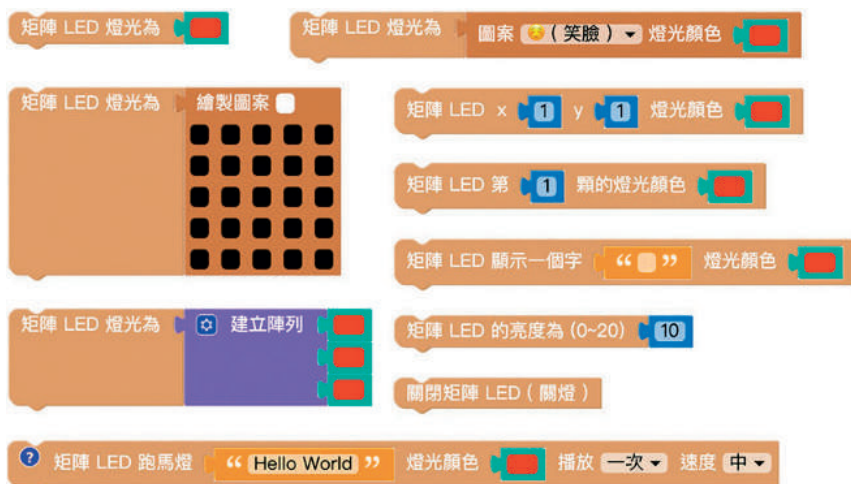 矩陣 LED 燈光為
矩陣 LED 燈光為 圖案 (笑臉) 燈光顏色
矩陣 LED 燈光為 繪製圖案
矩陣 LED x 1 y 1 燈光顏色
矩陣 LED 第 1 顆的燈光顏色
矩陣 LED 顯示一個字 “ ” 燈光顏色
矩陣 LED 燈光為 建立陣列
矩陣 LED 的亮度為 (0~20) 10
關閉矩陣 LED (關燈)
? 矩陣 LED 跑馬燈 “ Hello World ” 燈光顏色 播放 一次 速度 中